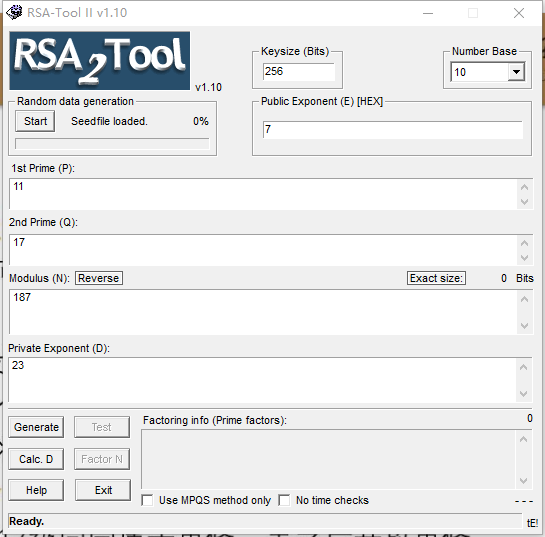 RSA-Tool II v1.10
RSA2Tool
v1.10
Keysize (Bits)
256
Number Base
10
Random data generation
Start
Seedfile loaded.
0%
Public Exponent (E) [HEX]
7
1st Prime (P):
11
2nd Prime (Q):
17
Modulus (N):
Reverse
Exact size:
0
Bits
187
Private Exponent (D):
23
Generate
Test
Factoring info (Prime factors):
0
Calc. D
Factor N
Help
Exit
Use MPQS method only
No time checks
---
Ready.
tE!